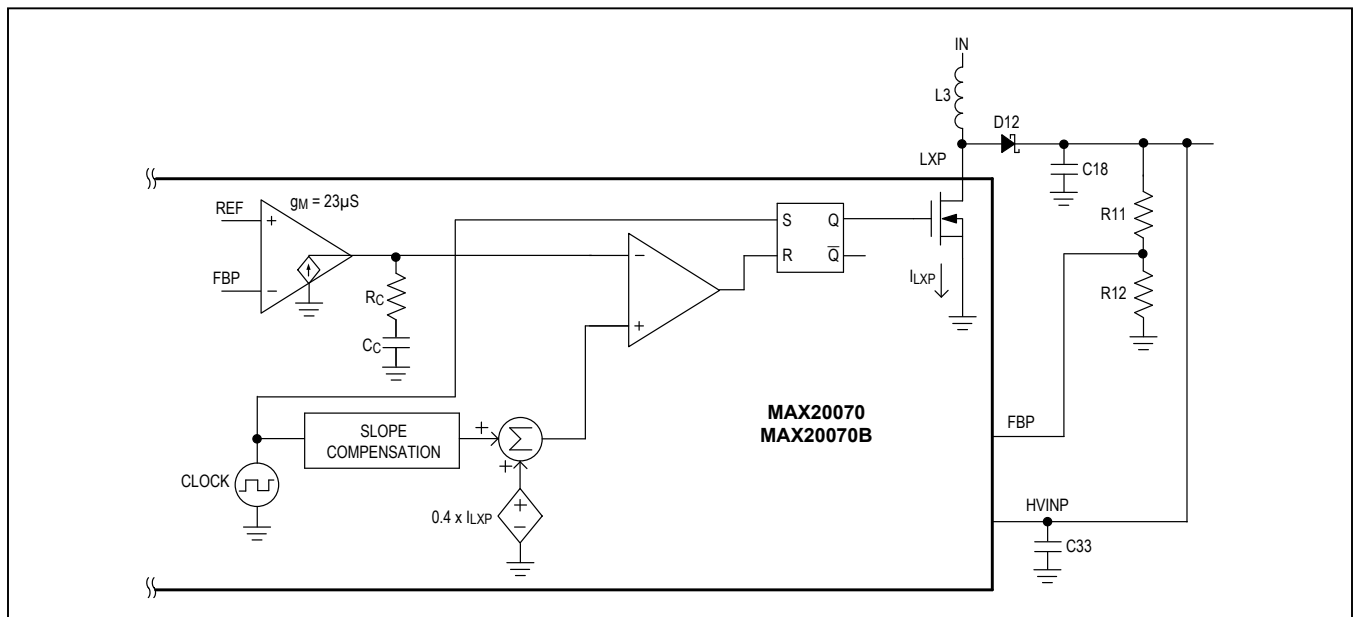 IN
L3
D12
LXP
C18
gM = 23µS
REF
FBP
S Q
R Q̅
ILXP
R11
R12
RC
CC
MAX20070
MAX20070B
FBP
SLOPE
COMPENSATION
CLOCK
0.4 x ILXP
HVINP
C33
+
−
−
+
+
+
Σ
+
−